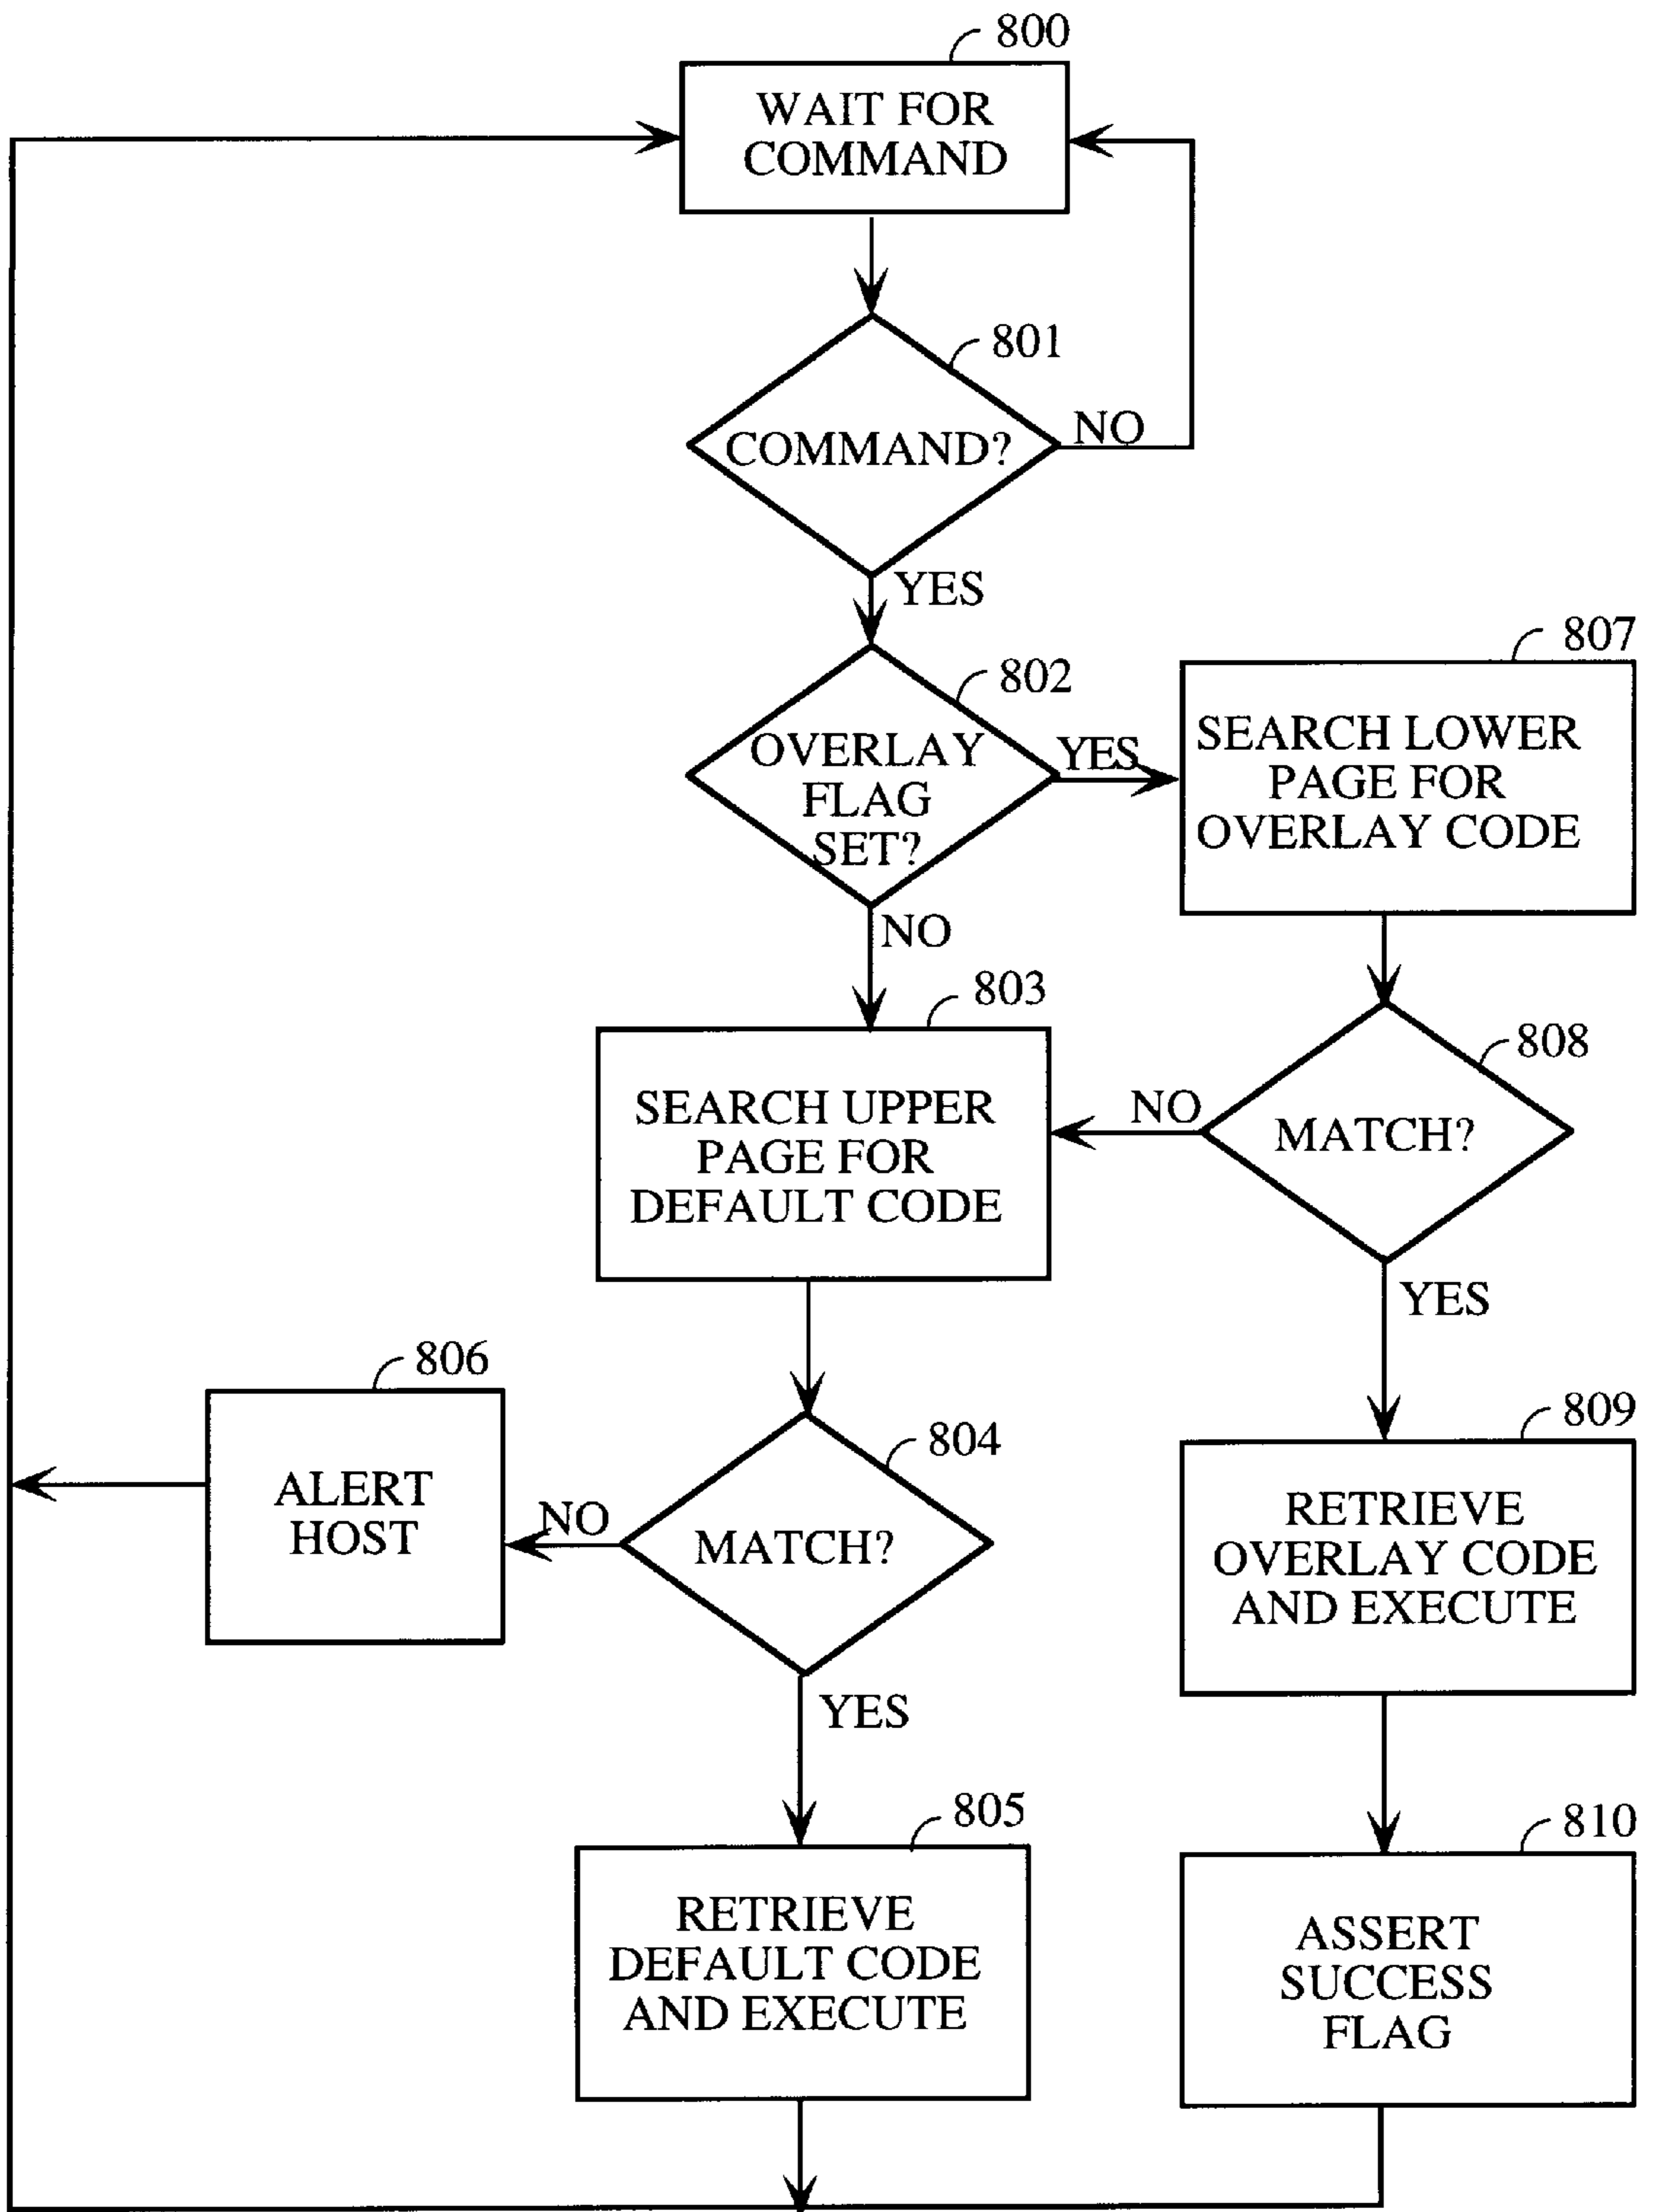 800
WAIT FOR
COMMAND
801
COMMAND?
NO
YES
802
OVERLAY
FLAG
SET?
YES
NO
807
SEARCH LOWER
PAGE FOR
OVERLAY CODE
803
SEARCH UPPER
PAGE FOR
DEFAULT CODE
808
MATCH?
NO
YES
806
ALERT
HOST
804
MATCH?
NO
YES
809
RETRIEVE
OVERLAY CODE
AND EXECUTE
805
RETRIEVE
DEFAULT CODE
AND EXECUTE
810
ASSERT
SUCCESS
FLAG